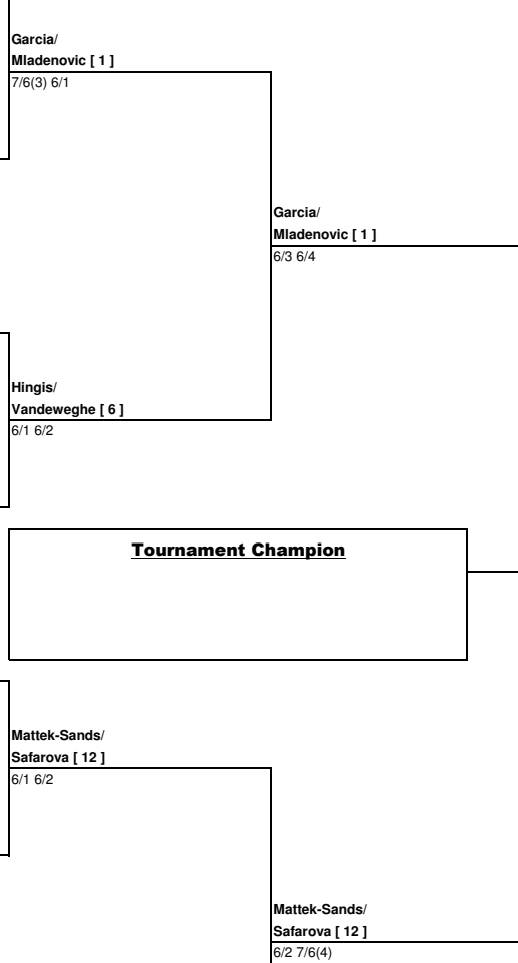 Garcia/
Mladenovic [ 1 ]
7/6(3) 6/1
Garcia/
Mladenovic [ 1 ]
6/3 6/4
Hingis/
Vandeweghe [ 6 ]
6/1 6/2
Tournament Champion
Mattek-Sands/
Safarova [ 12 ]
6/1 6/2
Mattek-Sands/
Safarova [ 12 ]
6/2 7/6(4)